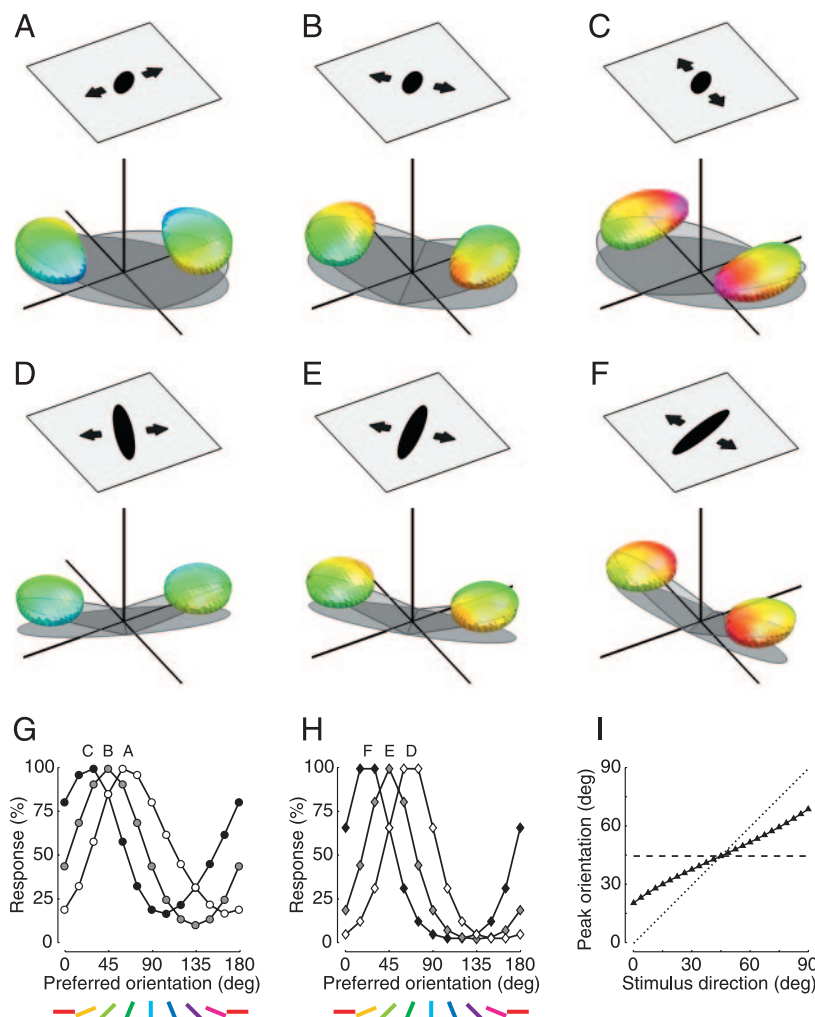 A B C
D E F
G H I
C B A
F E D
100
75
50
25
0
Response (%)
0 45 90 135 180
Preferred orientation (deg)
100
75
50
25
0
Response (%)
0 45 90 135 180
Preferred orientation (deg)
90
60
30
0
Peak orientation (deg)
0 30 60 90
Stimulus direction (deg)